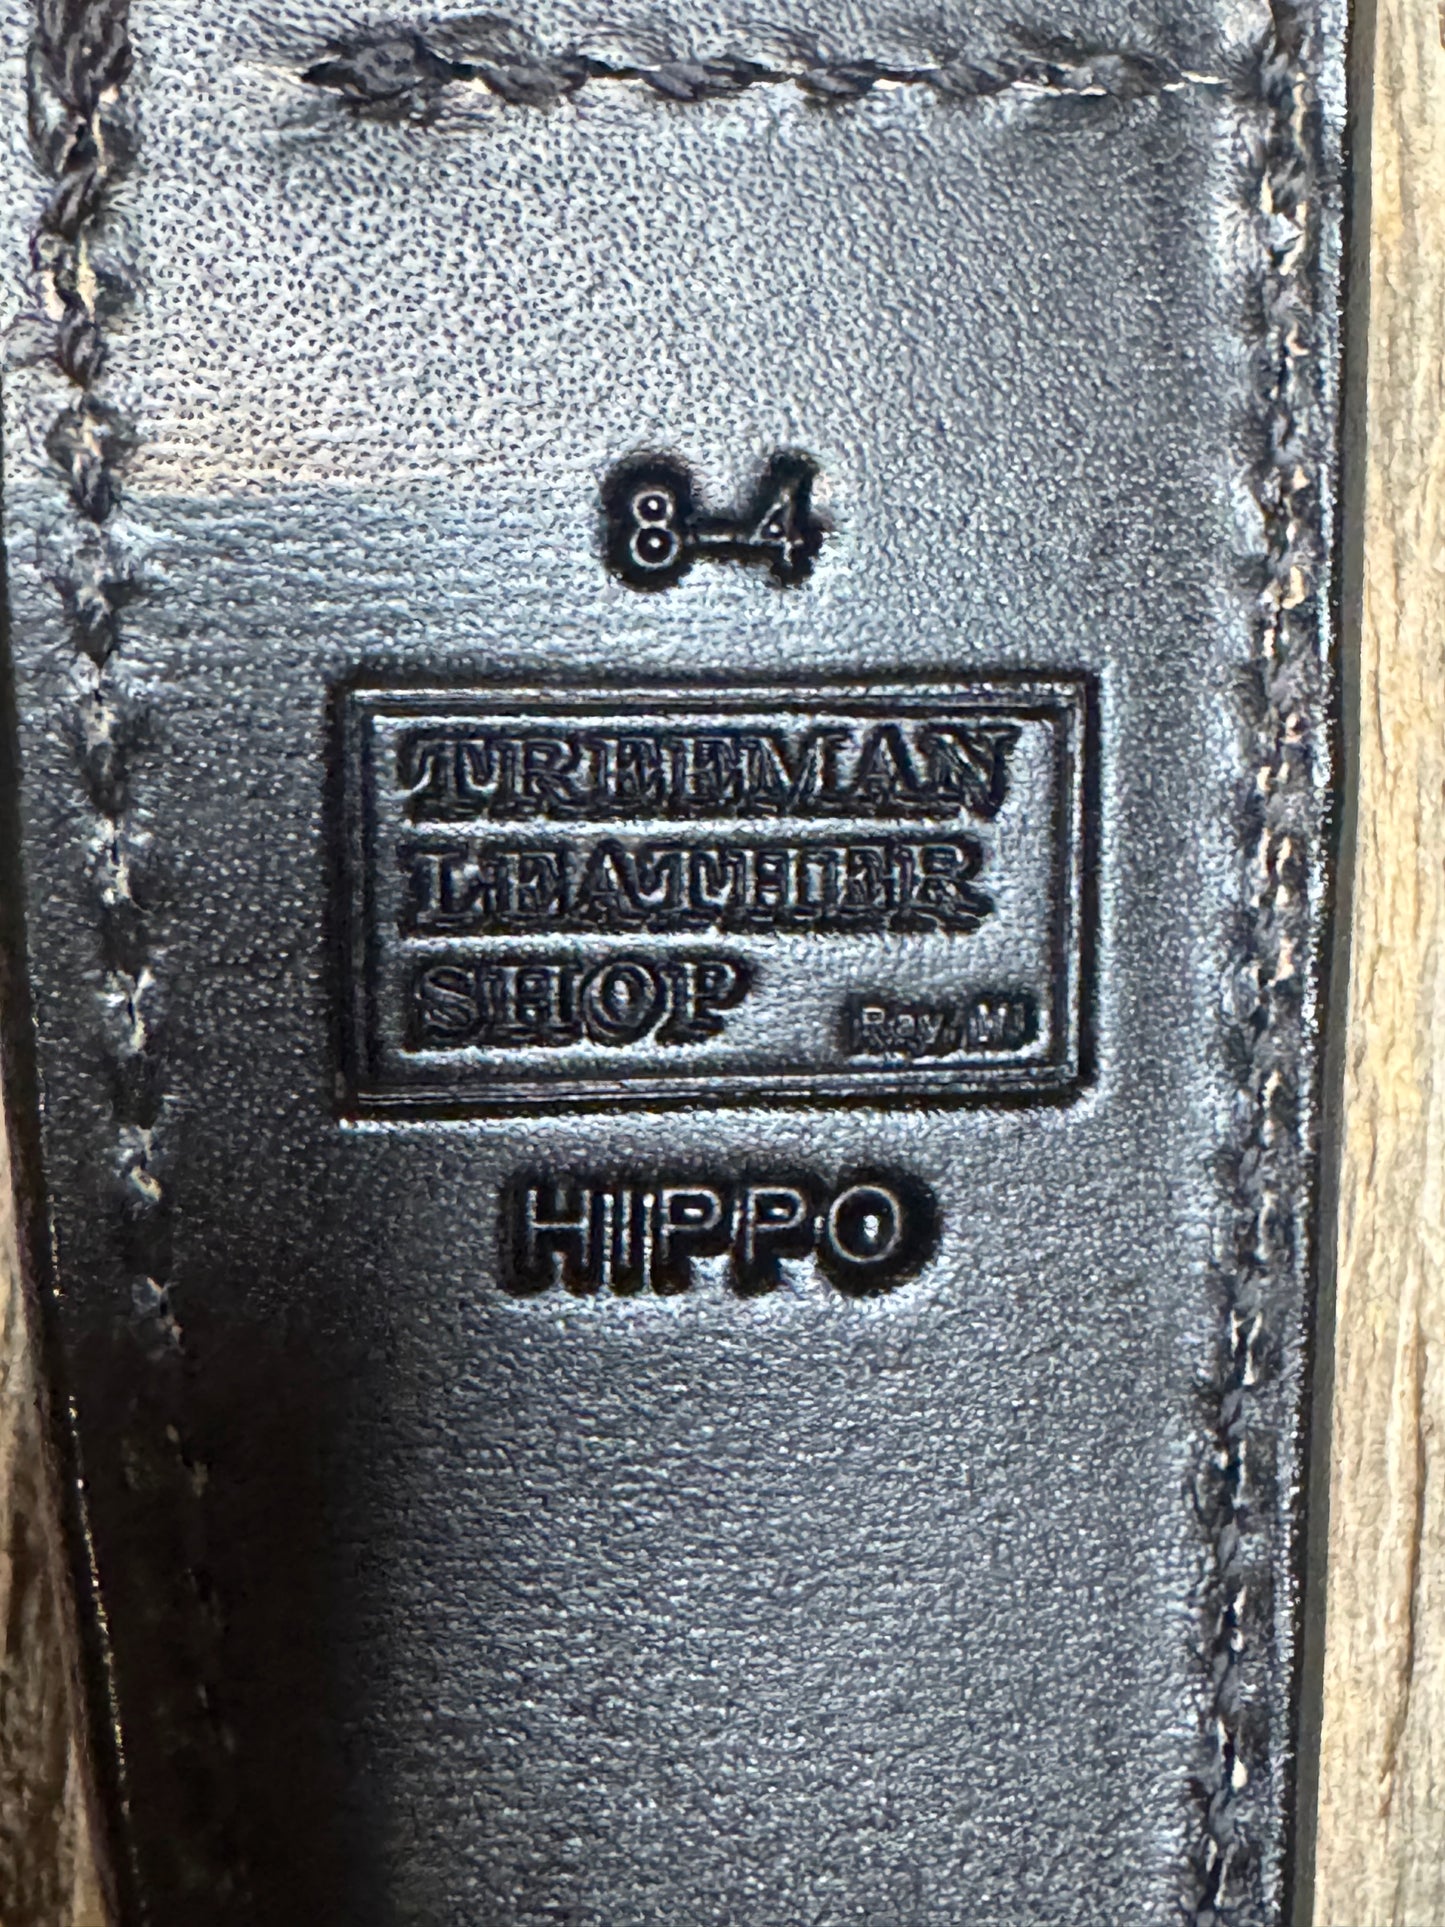 8-4
TREEMAN
LEATHER
SHOP
Ray, MI
HIPPO